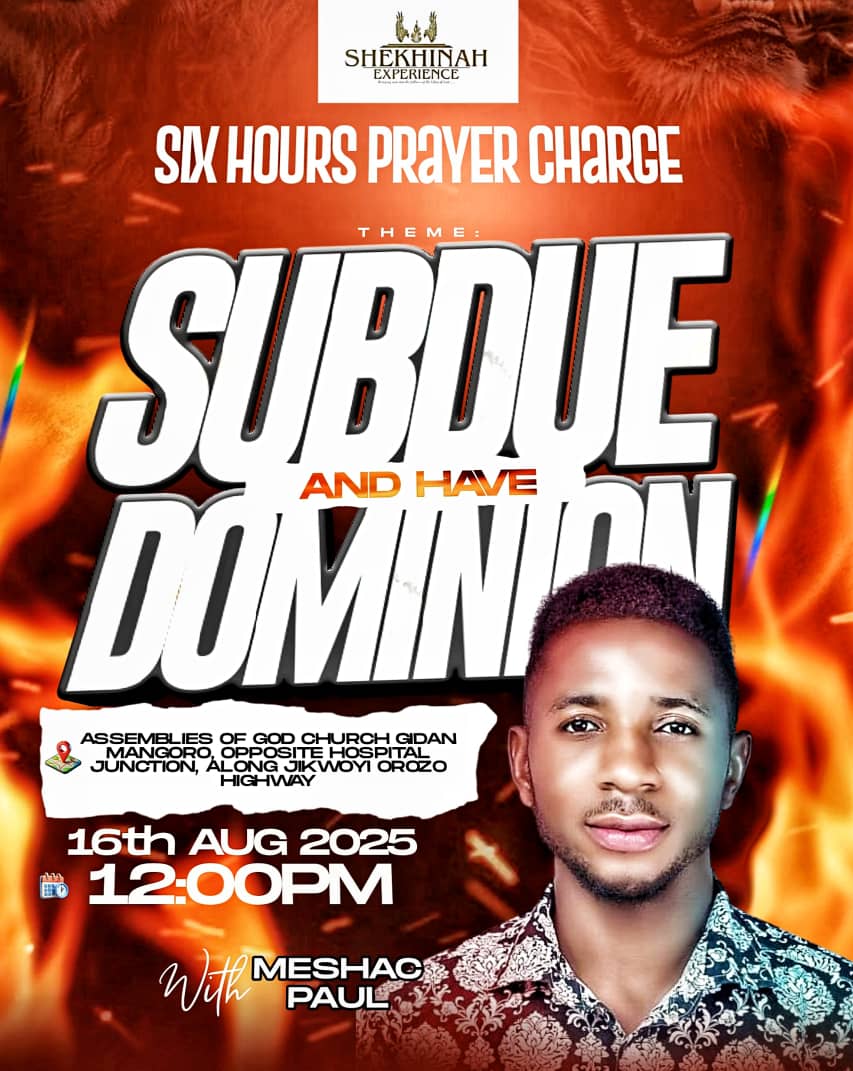 SHEKHINAH
EXPERIENCE
SIX HOURS PRAYER CHARGE
THEME:
SUBDUE
AND HAVE
DOMINION
ASSEMBLIES OF GOD CHURCH GIDAN
MANGORO, OPPOSITE HOSPITAL
JUNCTION, ALONG JIKWOYI OROZO
HIGHWAY
16th AUG 2025
12:00PM
With MESHAC
PAUL